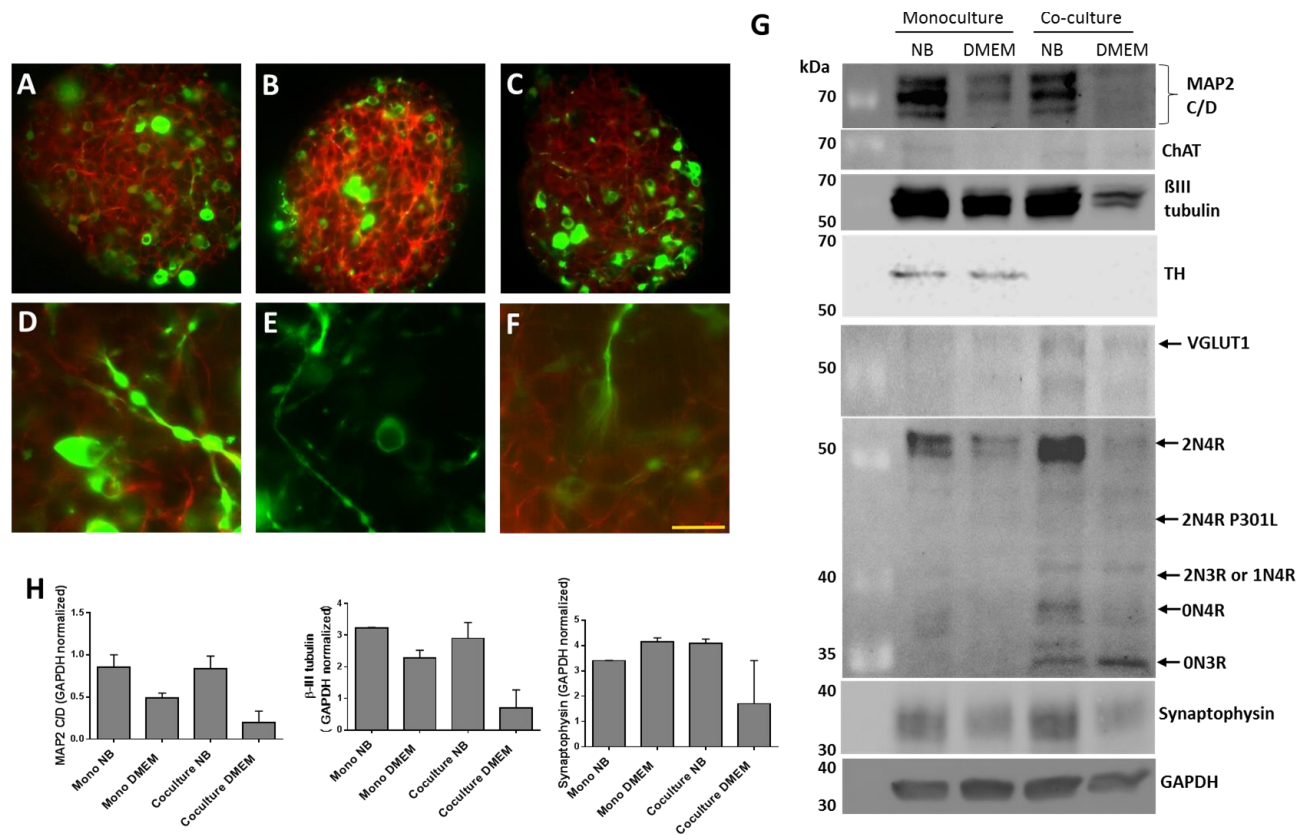 A
B
C
D
E
F
G
Monoculture Co-culture
NB DMEM NB DMEM
kDa
70
MAP2
C/D
70
ChAT
70
ßIII
tubulin
50
70
TH
50
VGLUT1
50
50
2N4R
2N4R P301L
40
2N3R or 1N4R
0N4R
35
0N3R
40
Synaptophysin
30
40
GAPDH
30
H
MAP2 C/D (GAPDH normalized)
1.5
1.0
0.5
0.0
Mono NB
Mono DMEM
Coculture NB
Coculture DMEM
β-III tubulin
( GAPDH normalized)
4
3
2
1
0
Mono NB
Mono DMEM
Coculture NB
Coculture DMEM
Synaptophysin (GAPDH normalized)
5
4
3
2
1
0
Mono NB
Mono DMEM
Coculture NB
Coculture DMEM